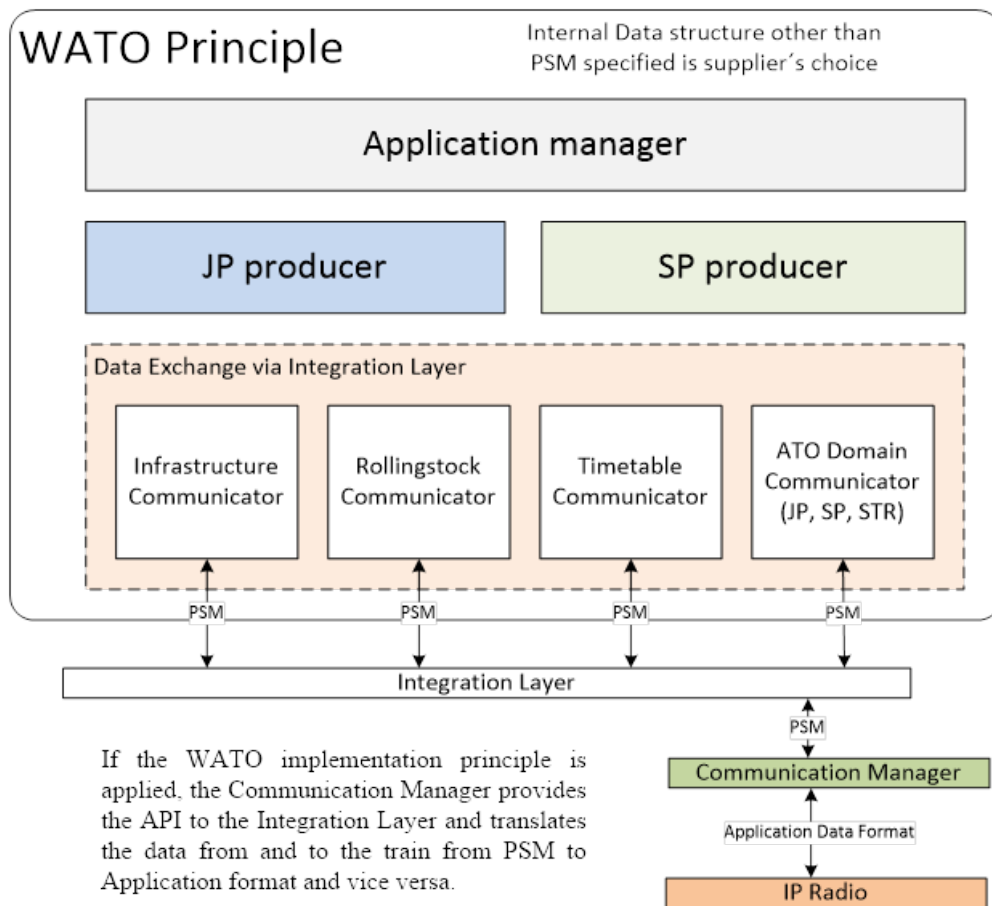 WATO Principle
Internal Data structure other than
PSM specified is supplier´s choice
Application manager
JP producer
SP producer
Data Exchange via Integration Layer
Infrastructure
Communicator
Rollingstock
Communicator
Timetable
Communicator
ATO Domain
Communicator
(JP, SP, STR)
PSM
PSM
PSM
PSM
Integration Layer
PSM
If the WATO implementation principle is
applied, the Communication Manager provides
the API to the Integration Layer and translates
the data from and to the train from PSM to
Application format and vice versa.
Communication Manager
Application Data Format
IP Radio